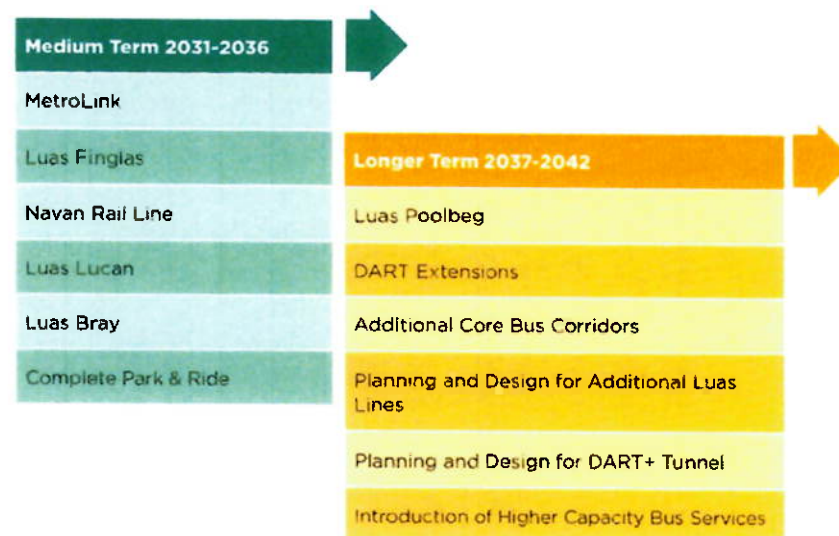 Medium Term 2031-2036
MetroLink
Luas Finglas
Navan Rail Line
Luas Lucan
Luas Bray
Complete Park & Ride
Longer Term 2037-2042
Luas Poolbeg
DART Extensions
Additional Core Bus Corridors
Planning and Design for Additional Luas
Lines
Planning and Design for DART+ Tunnel
Introduction of Higher Capacity Bus Services